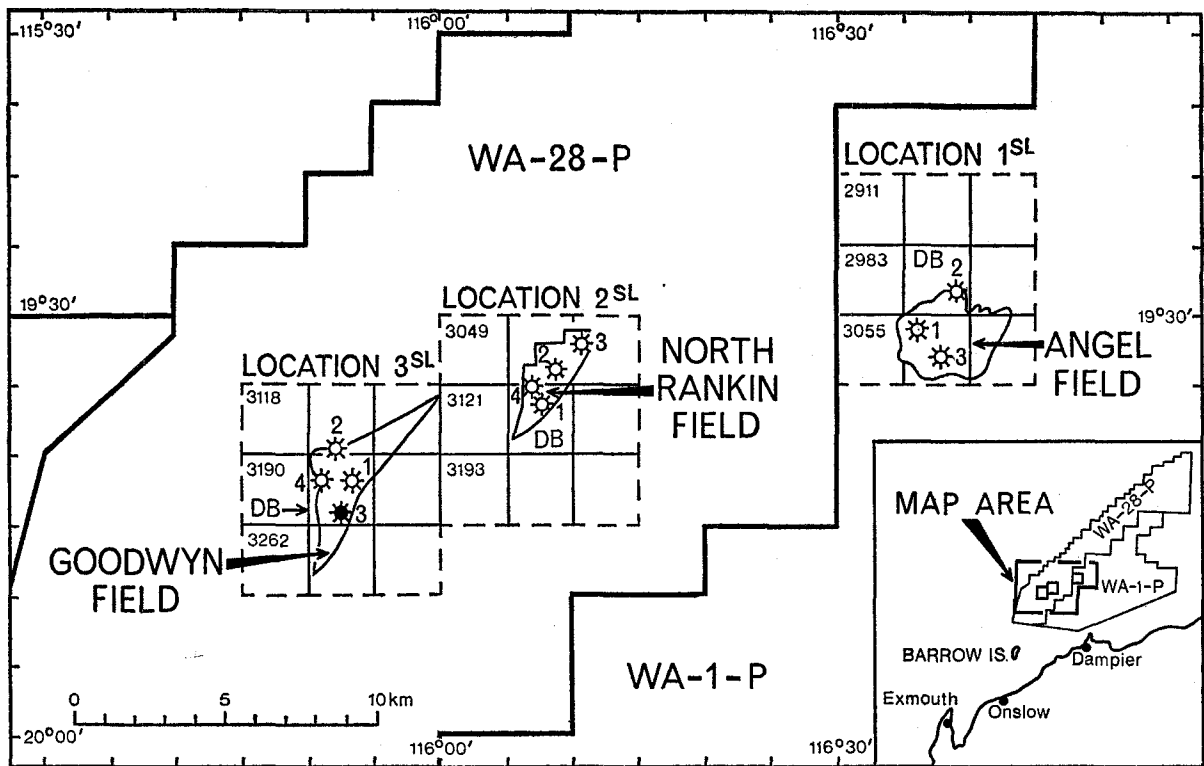 115°30′
116°00′
116°30′
WA-28-P
LOCATION 1SL
2911
2983
DB
2
3055
1
3
ANGEL
FIELD
19°30′
19°30′
LOCATION 2SL
3049
3
2
4
1
3121
DB
3193
NORTH
RANKIN
FIELD
LOCATION 3SL
3118
2
3190
4
1
DB
3
3262
GOODWYN
FIELD
WA-1-P
0
5
10km
20°00′
116°00′
116°30′
MAP AREA
WA-28-P
WA-1-P
BARROW IS.
Dampier
Exmouth
Onslow